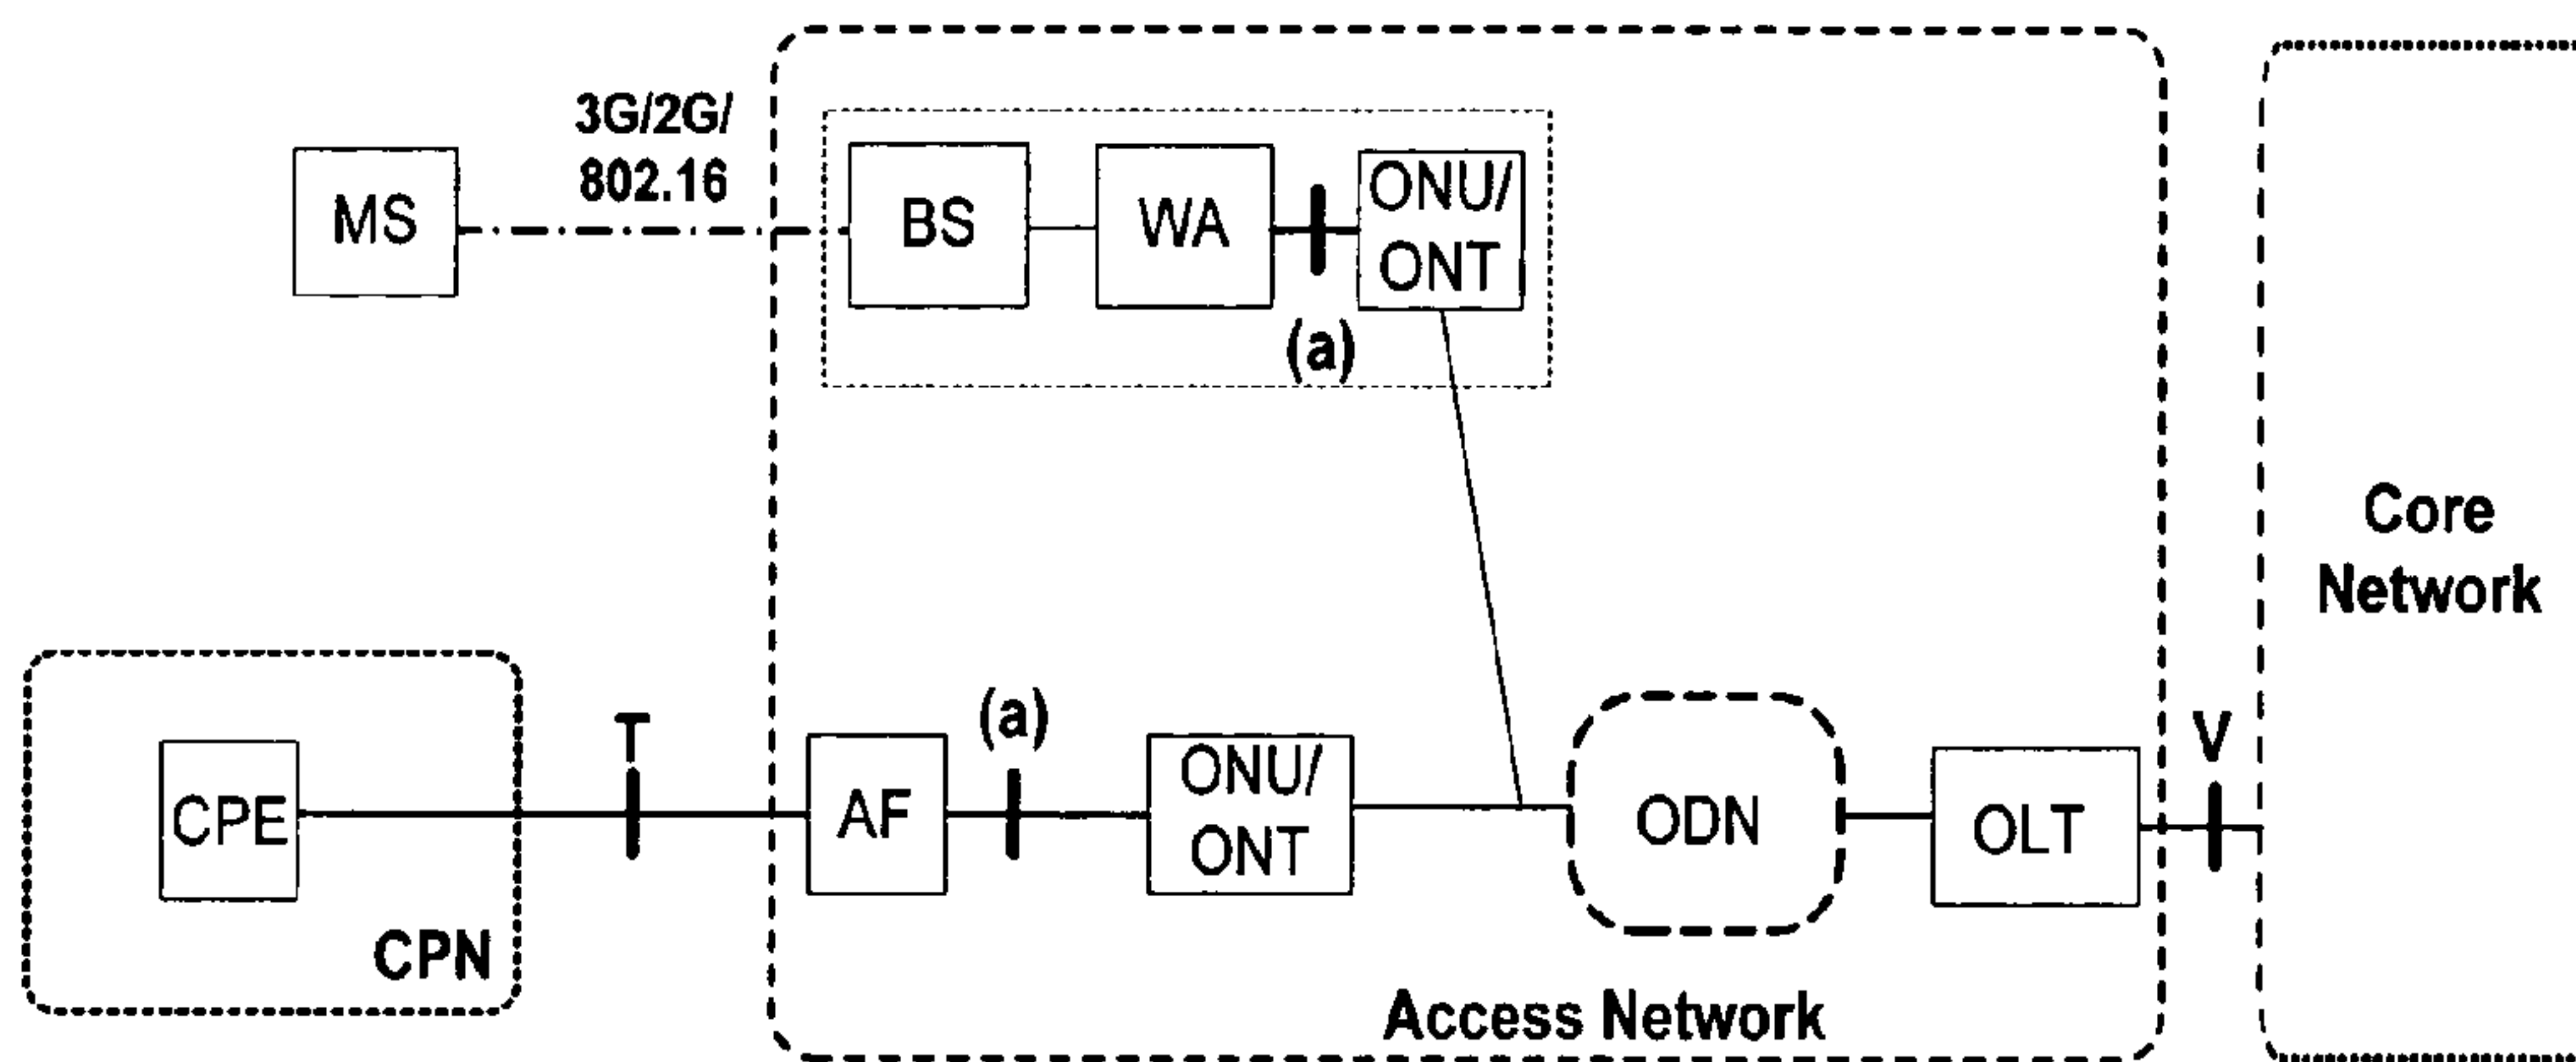 3G/2G/
802.16
MS
BS
WA
ONU/
ONT
(a)
Core
Network
T
(a)
V
CPE
AF
ONU/
ONT
ODN
OLT
CPN
Access Network